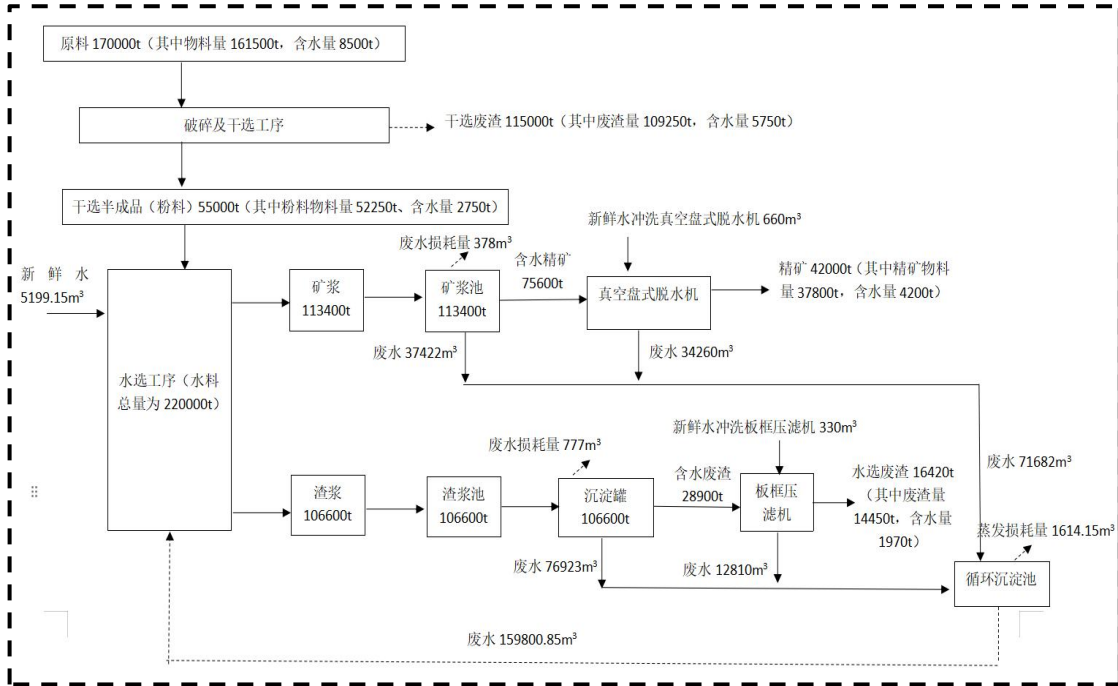 原料 170000t（其中物料量 161500t，含水量 8500t）
破碎及干选工序
干选废渣 115000t（其中废渣量 109250t，含水量 5750t）
干选半成品（粉料）55000t（其中粉料物料量 52250t、含水量 2750t）
新鲜水
5199.15m³
水选工序（水料
总量为 220000t）
矿浆
113400t
废水损耗量 378m³
矿浆池
113400t
含水精矿
75600t
新鲜水冲洗真空盘式脱水机 660m³
真空盘式脱水机
精矿 42000t（其中精矿物料
量 37800t，含水量 4200t）
废水 37422m³
废水 34260m³
废水 71682m³
渣浆
106600t
渣浆池
106600t
废水损耗量 777m³
沉淀罐
106600t
含水废渣
28900t
新鲜水冲洗板框压滤机 330m³
板框压
滤机
水选废渣 16420t
（其中废渣量
14450t，含水量
1970t）
废水 76923m³
废水 12810m³
蒸发损耗量 1614.15m³
循环沉淀池
废水 159800.85m³